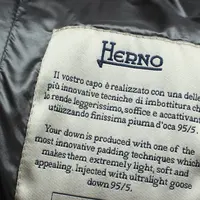 HERNO
Il vostro capo è realizzato con una delle
più innovative tecniche di imbottitura che
lo rende leggerissimo, soffice e accattivante
utilizzando finissima piuma d'oca 95/5.
Your down is produced with one of the
most innovative padding techniques which
makes them extremely light, soft and
appealing. Injected with ultralight goose
down 95/5.